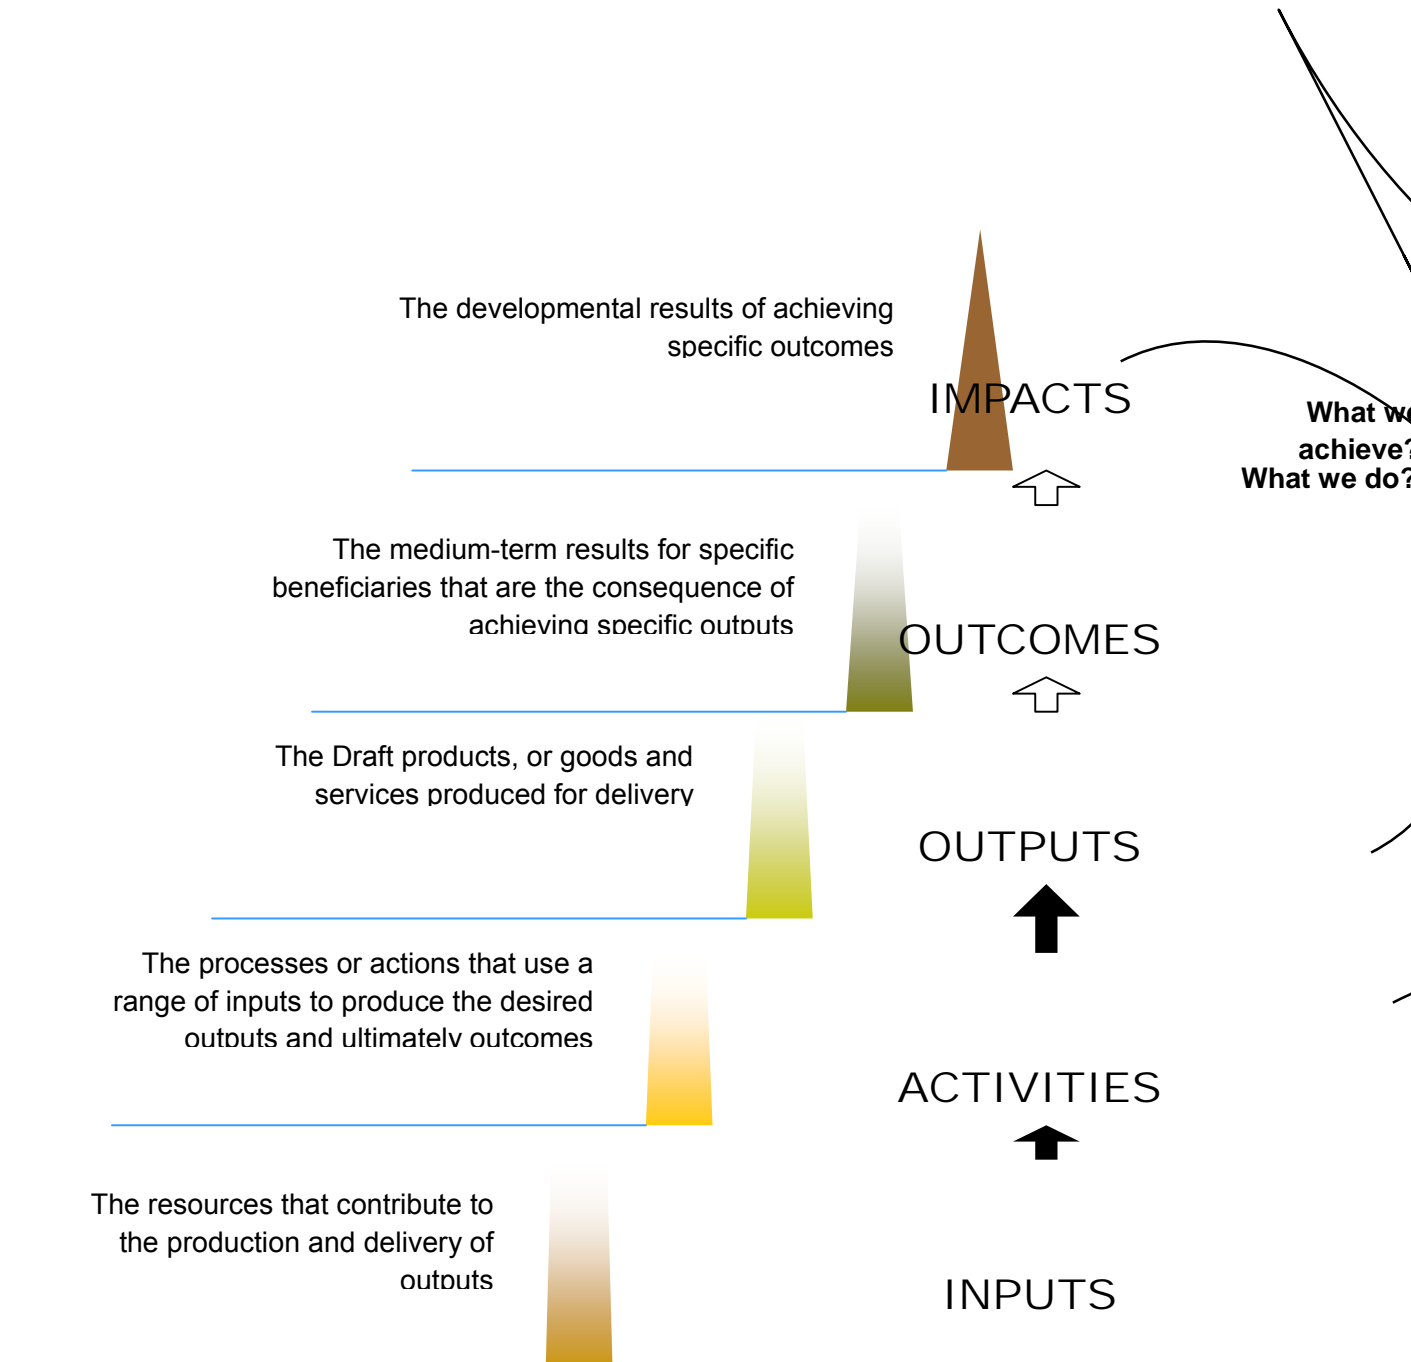 The developmental results of achieving
specific outcomes
IMPACTS
What we
achieve?
What we do?
The medium-term results for specific
beneficiaries that are the consequence of
achieving specific outputs
OUTCOMES
The Draft products, or goods and
services produced for delivery
OUTPUTS
The processes or actions that use a
range of inputs to produce the desired
outputs and ultimately outcomes
ACTIVITIES
The resources that contribute to
the production and delivery of
outputs
INPUTS